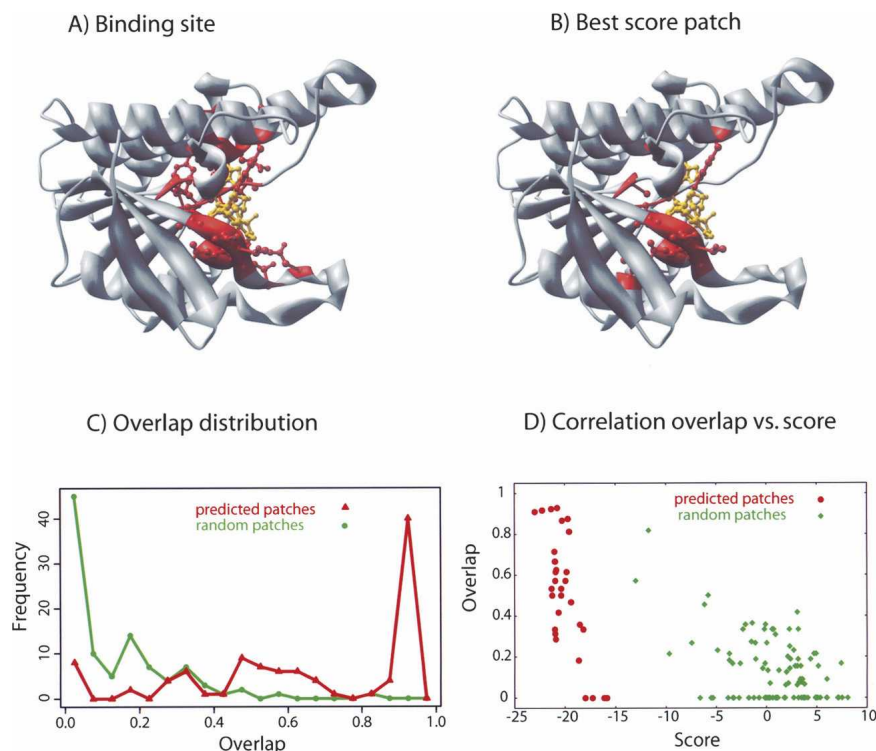 A) Binding site
B) Best score patch
C) Overlap distribution
D) Correlation overlap vs. score
predicted patches
random patches
Frequency
40
30
20
10
0
0.0 0.2 0.4 0.6 0.8 1.0
Overlap
predicted patches
random patches
Overlap
1
0.8
0.6
0.4
0.2
0
-25 -20 -15 -10 -5 0 5 10
Score